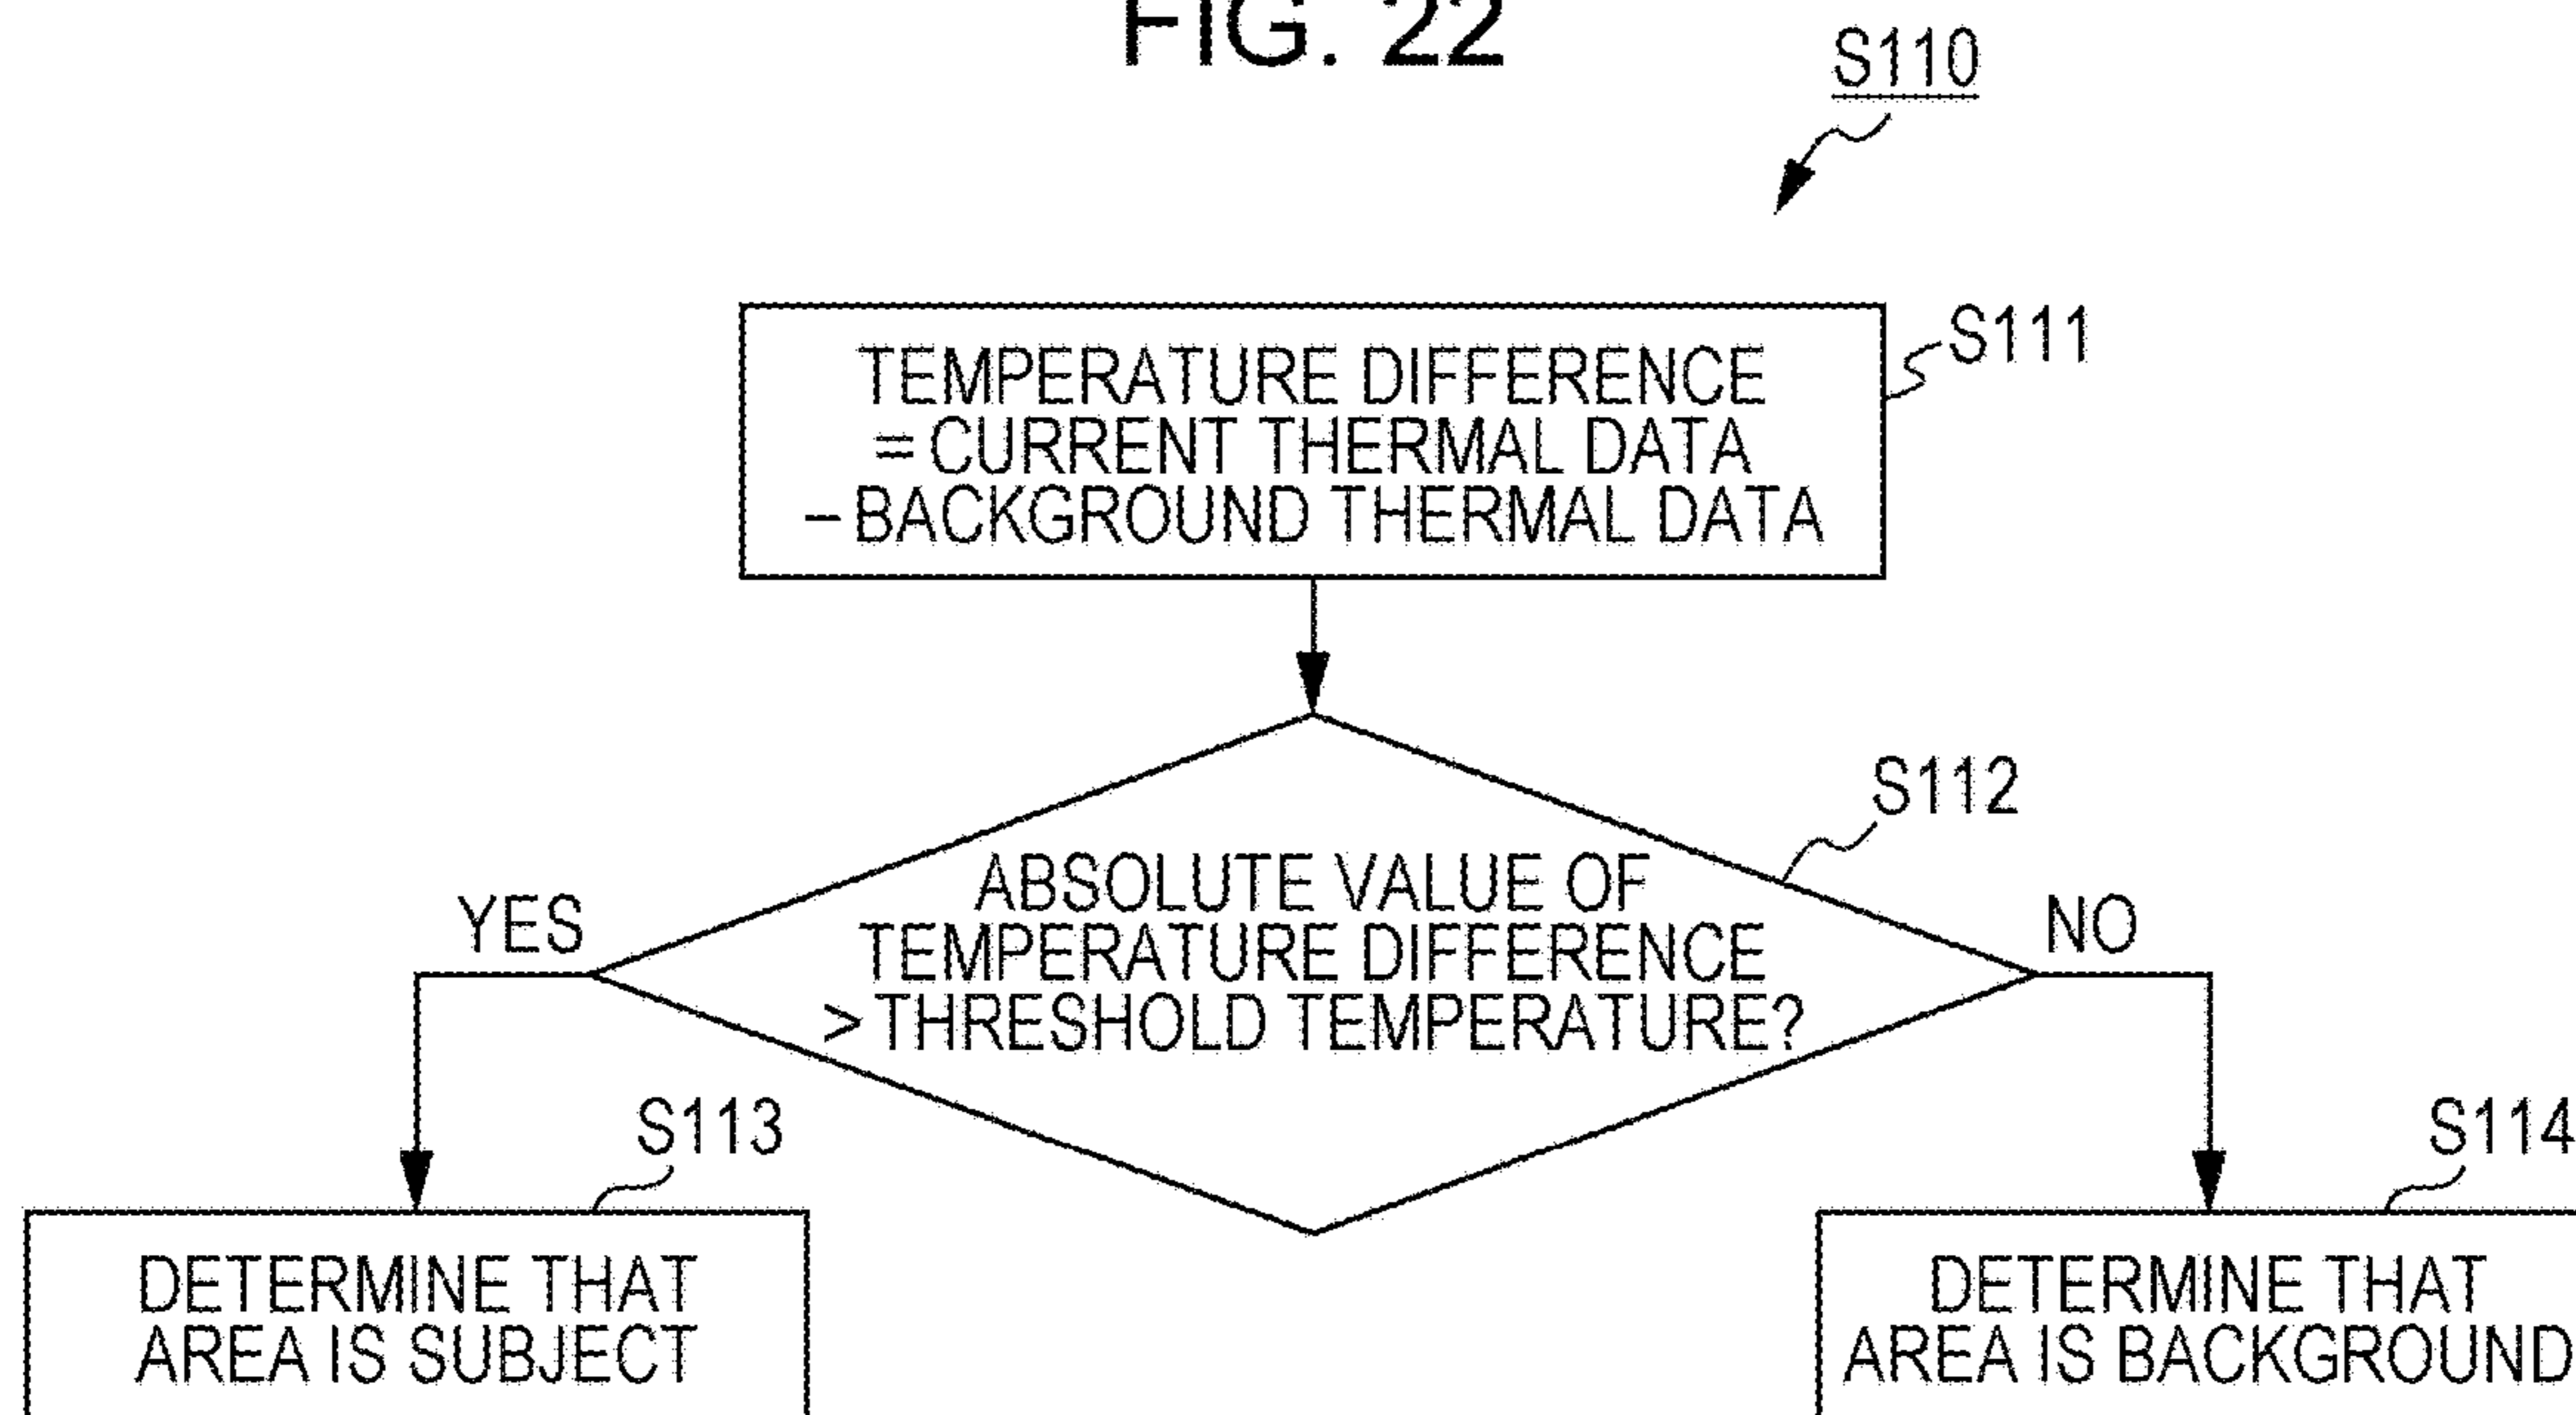 FIG. 22
S110
TEMPERATURE DIFFERENCE
= CURRENT THERMAL DATA
– BACKGROUND THERMAL DATA
S111
S112
ABSOLUTE VALUE OF
TEMPERATURE DIFFERENCE
> THRESHOLD TEMPERATURE?
YES
NO
S113
S114
DETERMINE THAT
AREA IS SUBJECT
DETERMINE THAT
AREA IS BACKGROUND